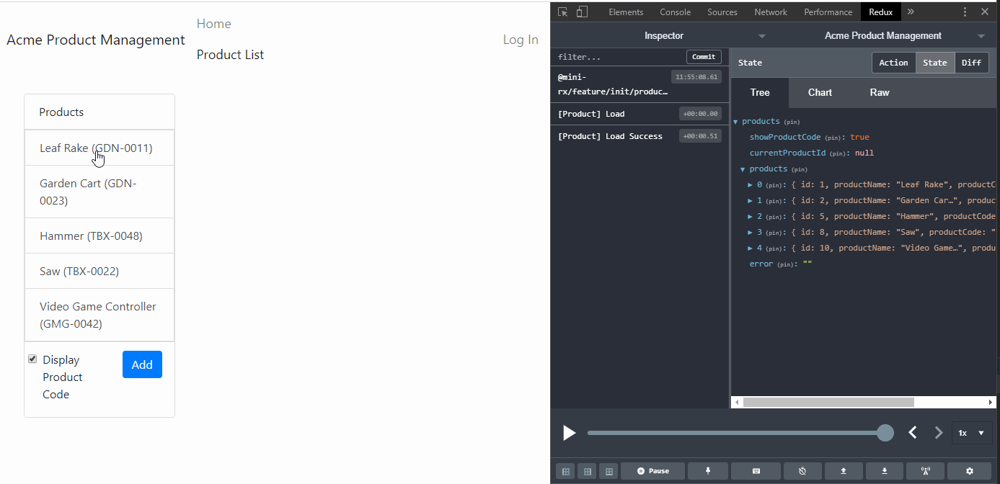 Acme Product Management
Home
Product List
Log In
Products
Leaf Rake (GDN-0011)
Garden Cart (GDN-
0023)
Hammer (TBX-0048)
Saw (TBX-0022)
Video Game Controller
(GMG-0042)
Display
Product
Code
Add
Elements Console Sources Network Performance Redux »
Inspector
Acme Product Management
filter... Commit
@mini-
rx/feature/init/produc… 11:55:08.61
[Product] Load +00:00.00
[Product] Load Success +00:00.51
State Action State Diff
Tree Chart Raw
products (pin)
showProductCode (pin): true
currentProductId (pin): null
products (pin)
0 (pin): { id: 1, productName: "Leaf Rake", productC
1 (pin): { id: 2, productName: "Garden Car…", produc
2 (pin): { id: 5, productName: "Hammer", productCode
3 (pin): { id: 8, productName: "Saw", productCode: "
4 (pin): { id: 10, productName: "Video Game…", produ
error (pin): ""
1x
Pause